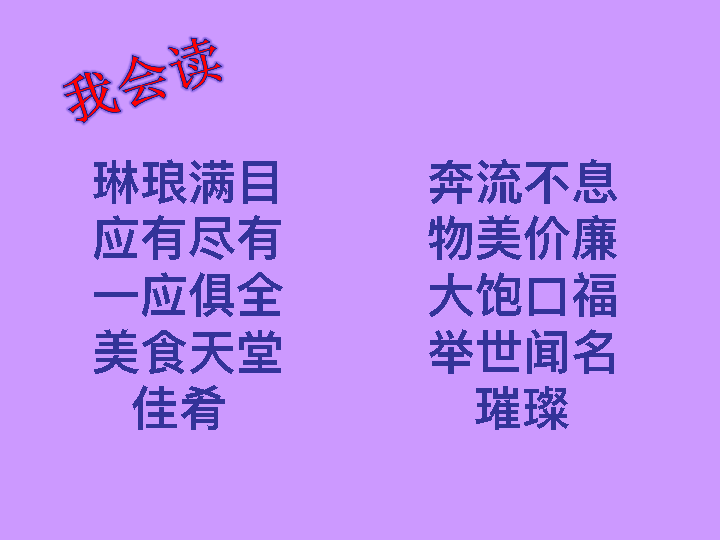 我会读
琳琅满目 奔流不息
应有尽有 物美价廉
一应俱全 大饱口福
美食天堂 举世闻名
佳肴 璀璨